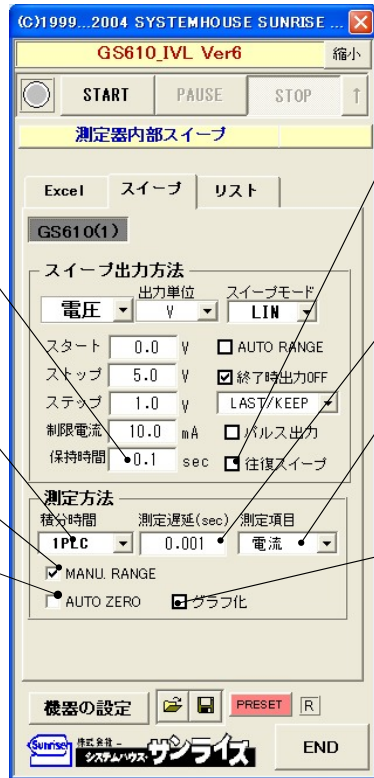 (C)1999...2004 SYSTEMHOUSE SUNRISE ...
GS610_IVL Ver6 縮小
START PAUSE STOP ↑
測定器内部スイープ
Excel スイープ リスト
GS610(1)
スイープ出力方法
出力単位 スイープモード
電圧 V LIN
スタート 0.0 V AUTO RANGE
ストップ 5.0 V 終了時出力OFF
ステップ 1.0 V LAST/KEEP
制限電流 10.0 mA パルス出力
保持時間 0.1 sec 往復スイープ
測定方法
積分時間 測定遅延(sec) 測定項目
1PLC 0.001 電流
MANU. RANGE
AUTO ZERO グラフ化
機器の設定 PRESET R
Sunrise 株式会社 システムハウス サンライズ END